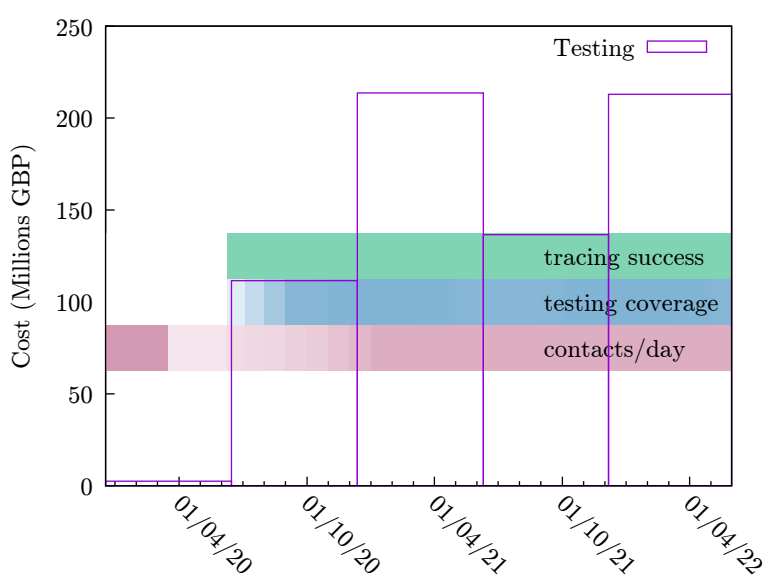 Testing
250
200
150
100
50
0
Cost (Millions GBP)
tracing success
testing coverage
contacts/day
01/04/20
01/10/20
01/04/21
01/10/21
01/04/22